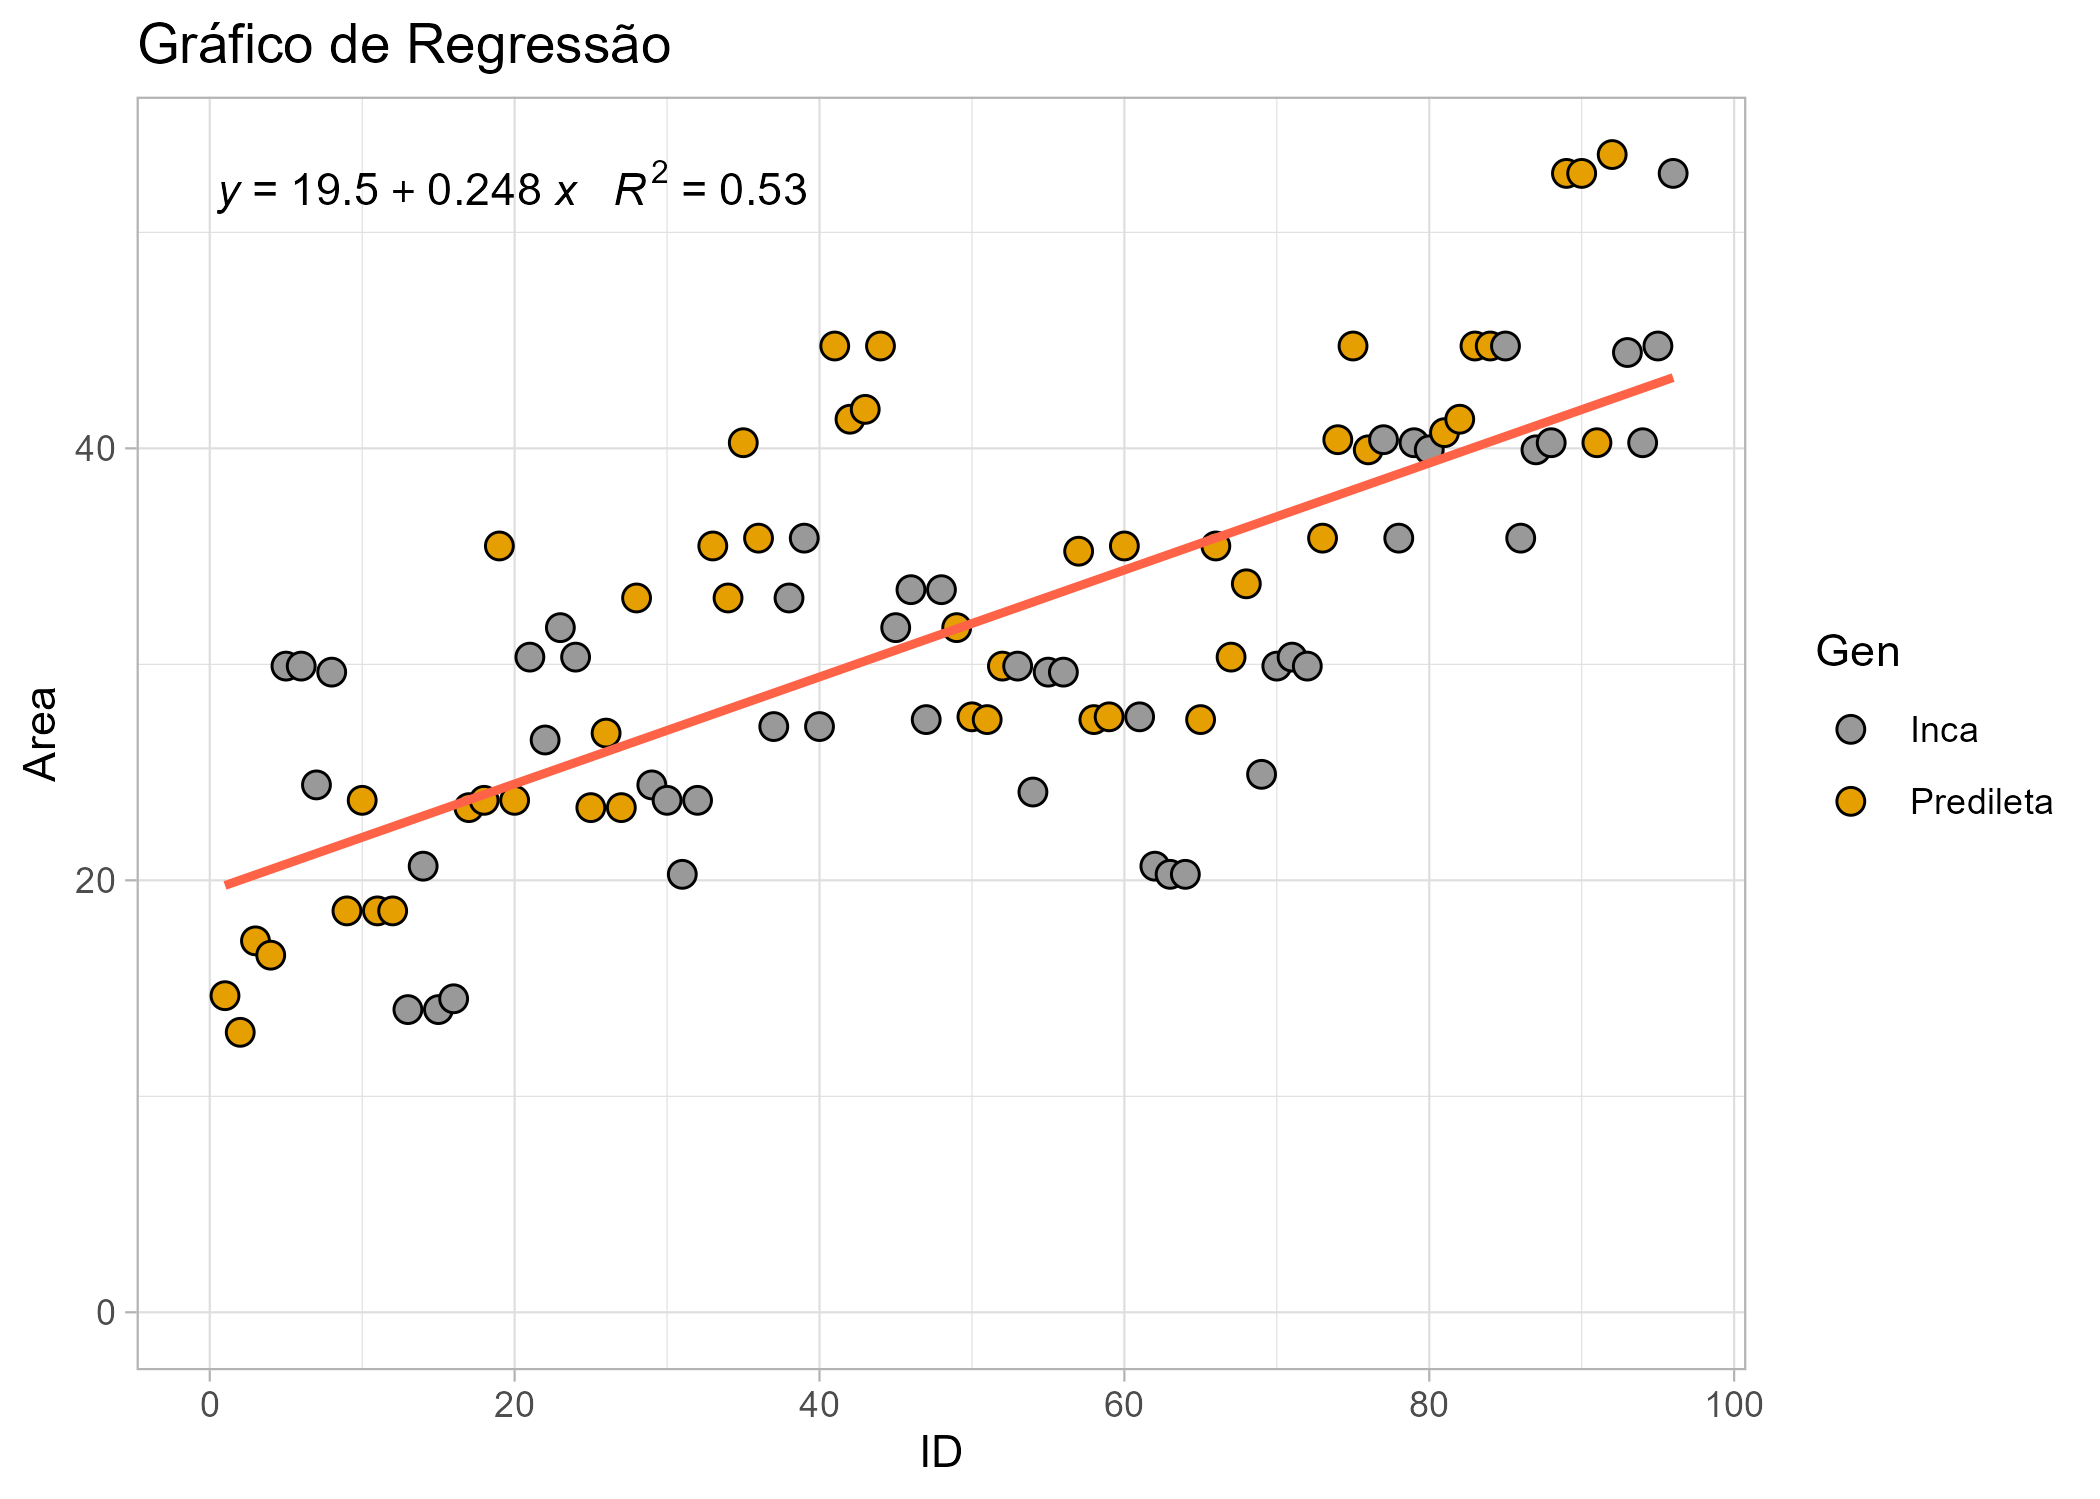 Gráfico de Regressão
y = 19.5 + 0.248 x R² = 0.53
40
20
0
Area
0 20 40 60 80 100
ID
Gen
Inca
Predileta